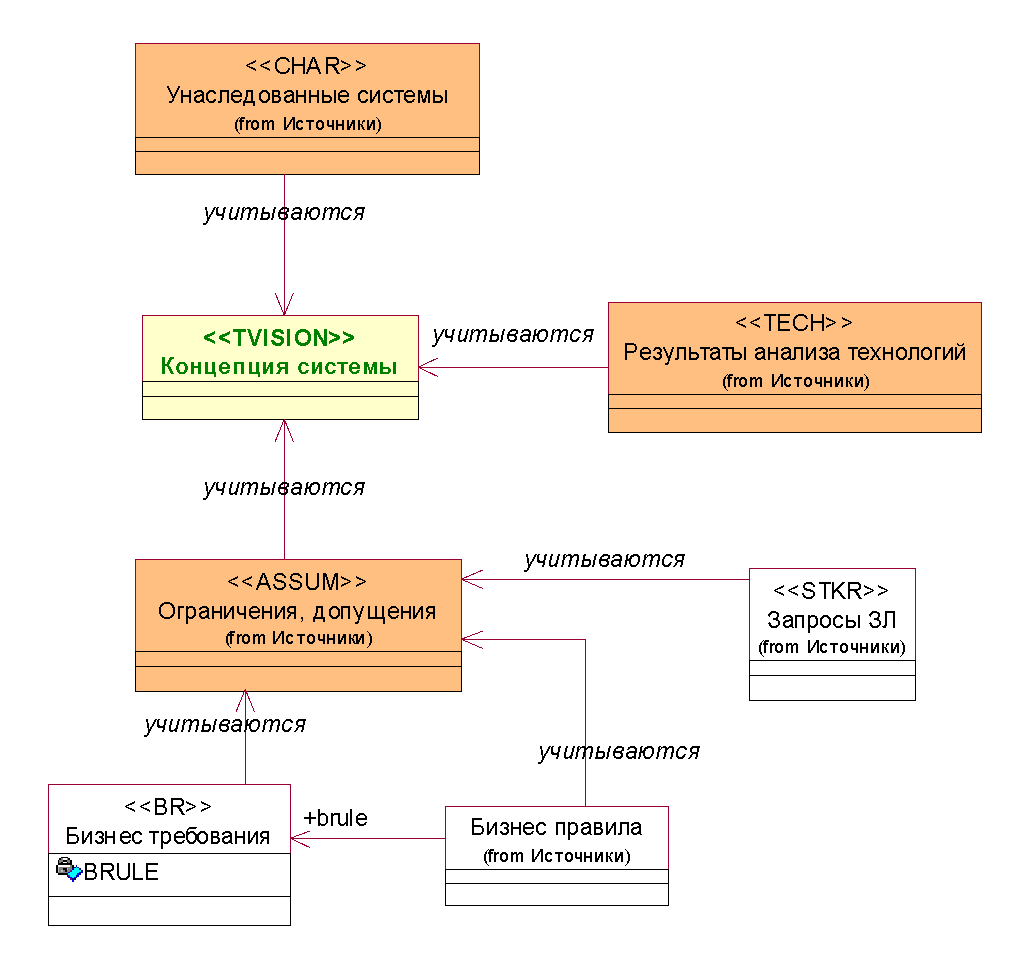 <<CHAR>>
Унаследованные системы
(from Источники)
учитываются
<<TVISION>>
Концепция системы
учитываются
<<TECH>>
Результаты анализа технологий
(from Источники)
учитываются
<<ASSUM>>
Ограничения, допущения
(from Источники)
учитываются
<<STKR>>
Запросы ЗЛ
(from Источники)
учитываются
учитываются
<<BR>>
Бизнес требования
BRULE
+brule
Бизнес правила
(from Источники)